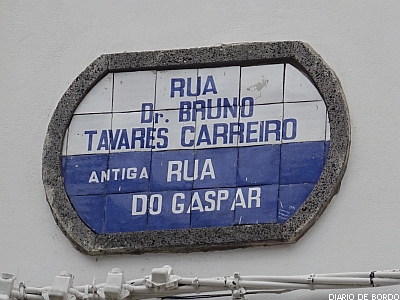 RUA
Dr. BRUNO
TAVARES CARREIRO
ANTIGA RUA
DO GASPAR
DIARIO DE BORDO